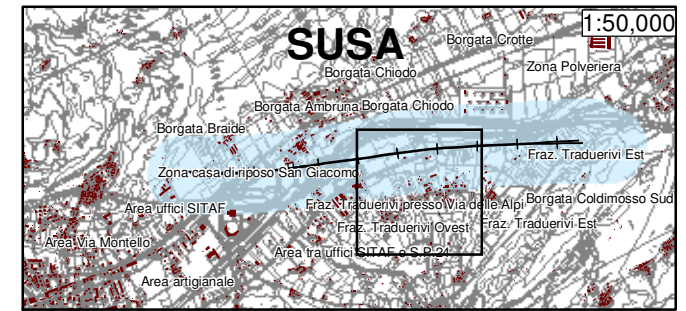 1:50,000
SUSA
Borgata Crotte
Zona Polveriera
Borgata Chiodo
Borgata Ambruna
Borgata Chiodo
Borgata Braide
Fraz. Traduerivi Est
Zona casa di riposo San Giacomo
Area uffici SITAF
Fraz. Traduerivi presso Via delle Alpi
Borgata Coldimosso Sud
Fraz. Traduerivi Ovest
Fraz. Traduerivi Est
Area Via Montello
Area tra uffici SITAF e S.P.24
Area artigianale